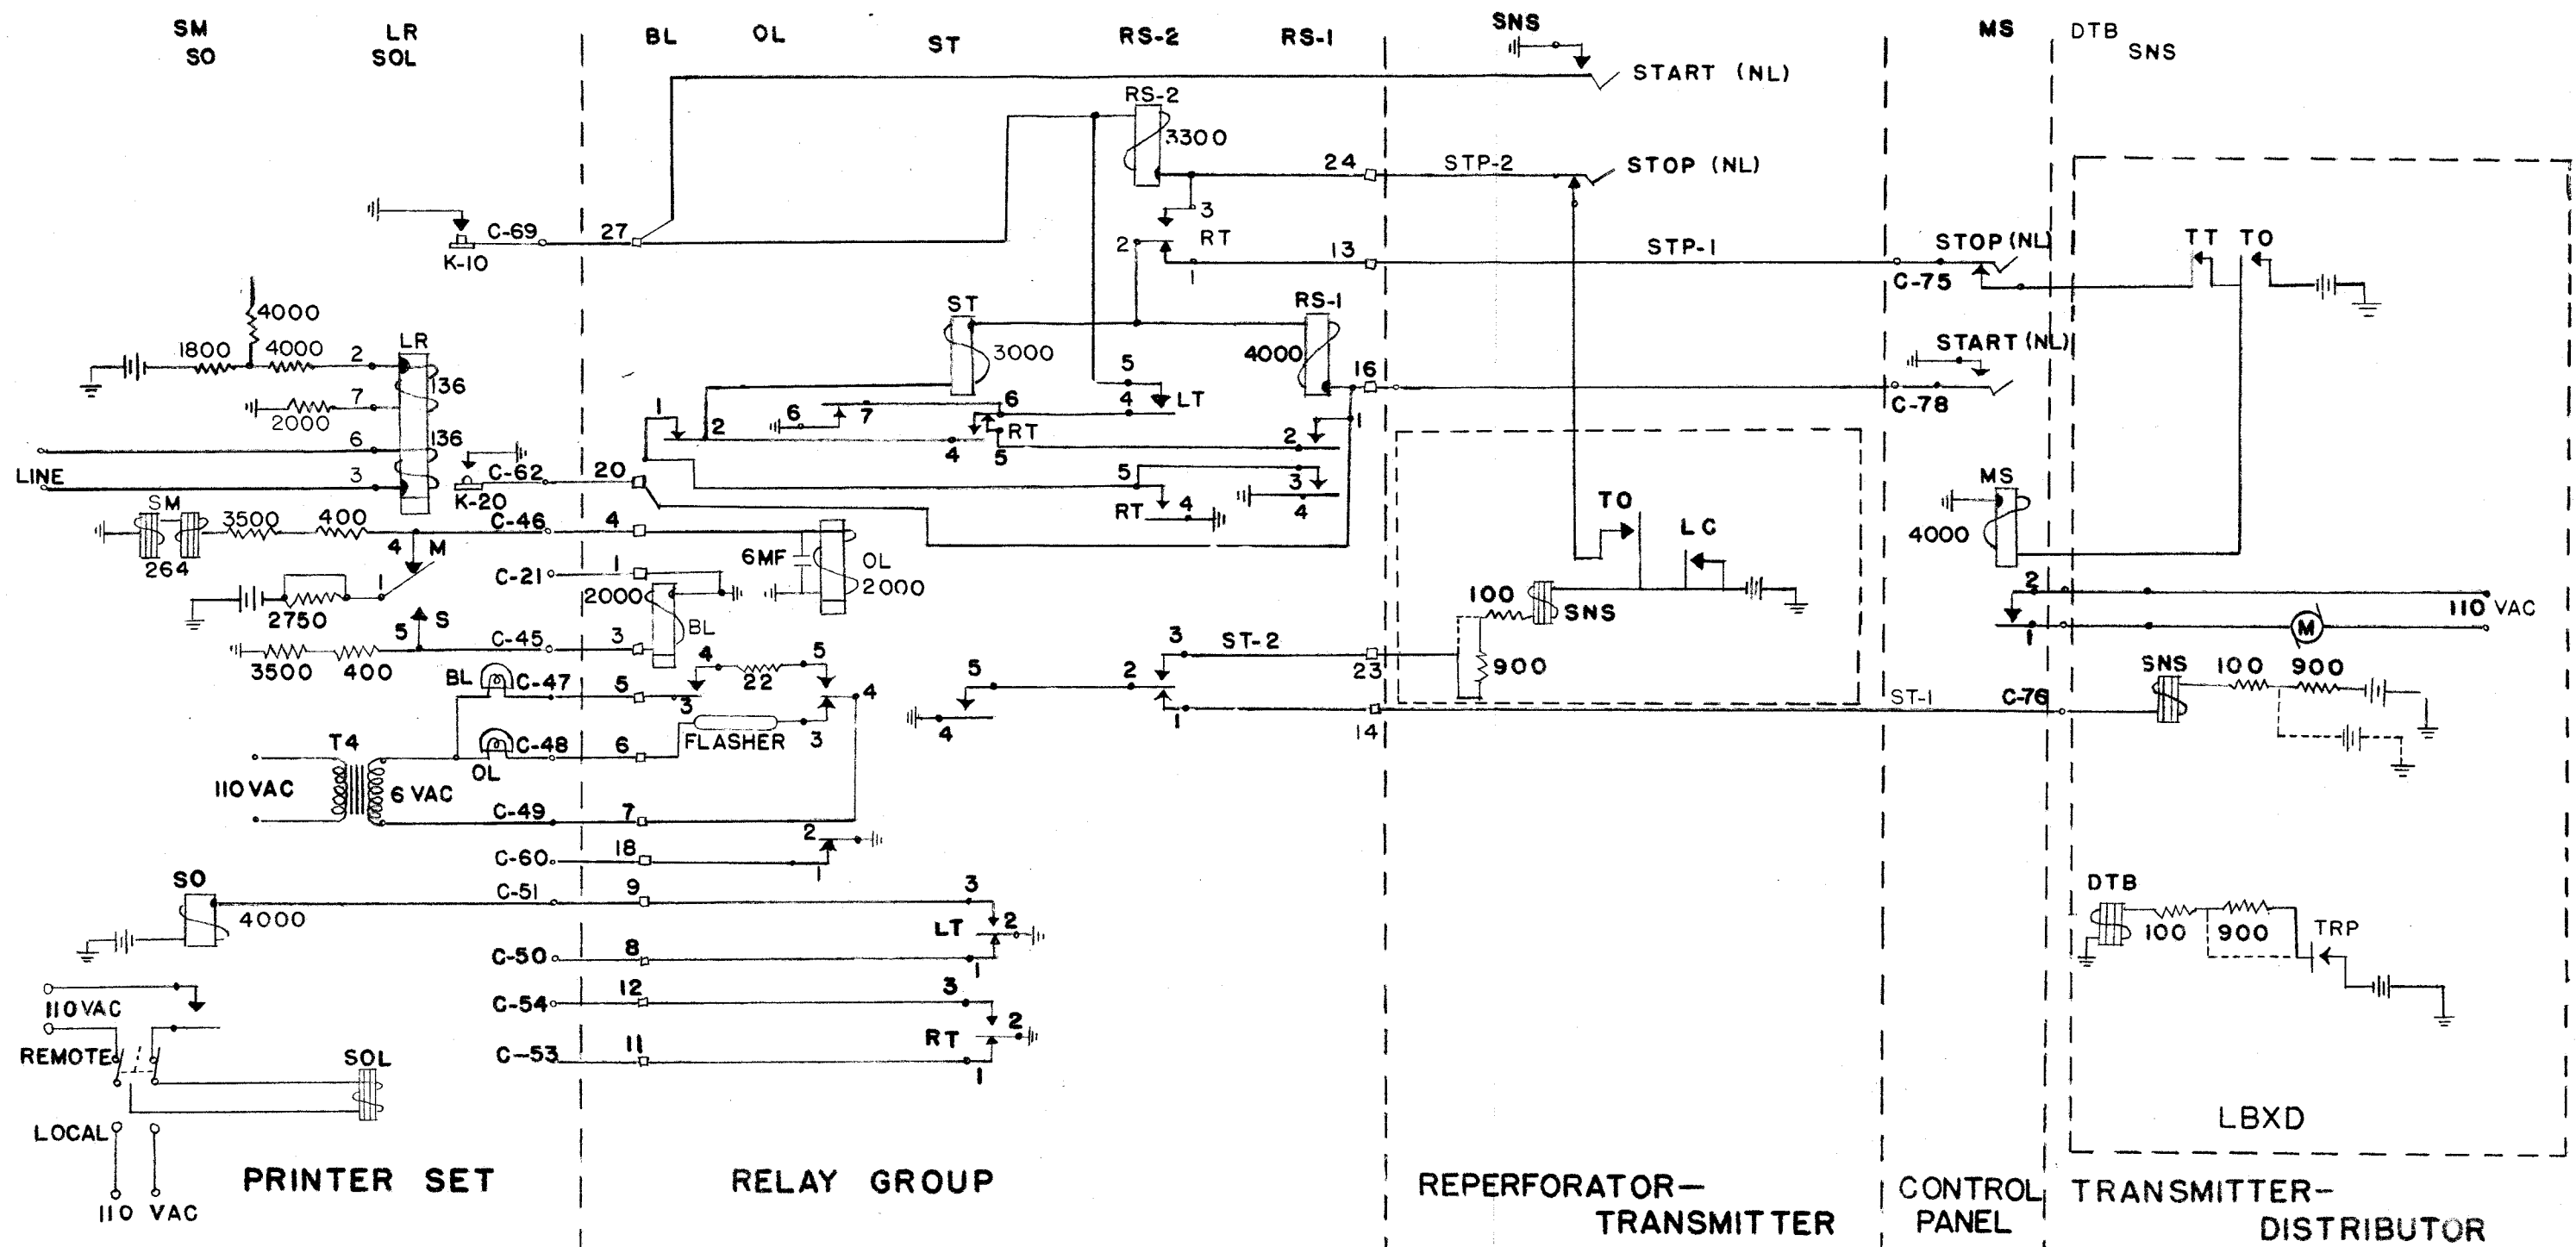 SM LR BL OL ST RS-2 RS-1 SNS MS DTB
SO SOL SNS
START (NL)
RS-2
3300
24 STP-2 STOP (NL)
3
RT
C-69 27
K-10
2
13 STP-1 STOP (NL)
1 C-75
TT TO
ST RS-1
4000
1800 4000 2 LR
3000 4000
START (NL)
136
7
2000
5
16
LT
C-78
1 2 6 7 6 4 1
RT
4 5 2
6 136
LINE
3
C-62 20
K-20
5 3
RT 4 4
MS
4000
SM 3500 400 C-46 4
264
4 M
6MF OL
2000
TO LC
C-21 1
1
2750
2000
BL
100 SNS
2
110 VAC
1
M
S
5 C-45 3
3500 400
3 ST-2 23
900
SNS 100 900
BL C-47 5
4 22 5
3 4
5 2
1 14
ST-1 C-76
4
FLASHER 3
T4
C-48 6
OL
110 VAC 6 VAC
C-49 7
2
C-60 18
1
SO
4000
C-51 9 3
LT 2
C-50 8 1
DTB
100 900 TRP
110 VAC
C-54 12 3
RT 2
REMOTE
C-53 11 1
SOL
LOCAL
LBXD
110 VAC
PRINTER SET
RELAY GROUP
REPERFORATOR-
TRANSMITTER
CONTROL
PANEL
TRANSMITTER-
DISTRIBUTOR